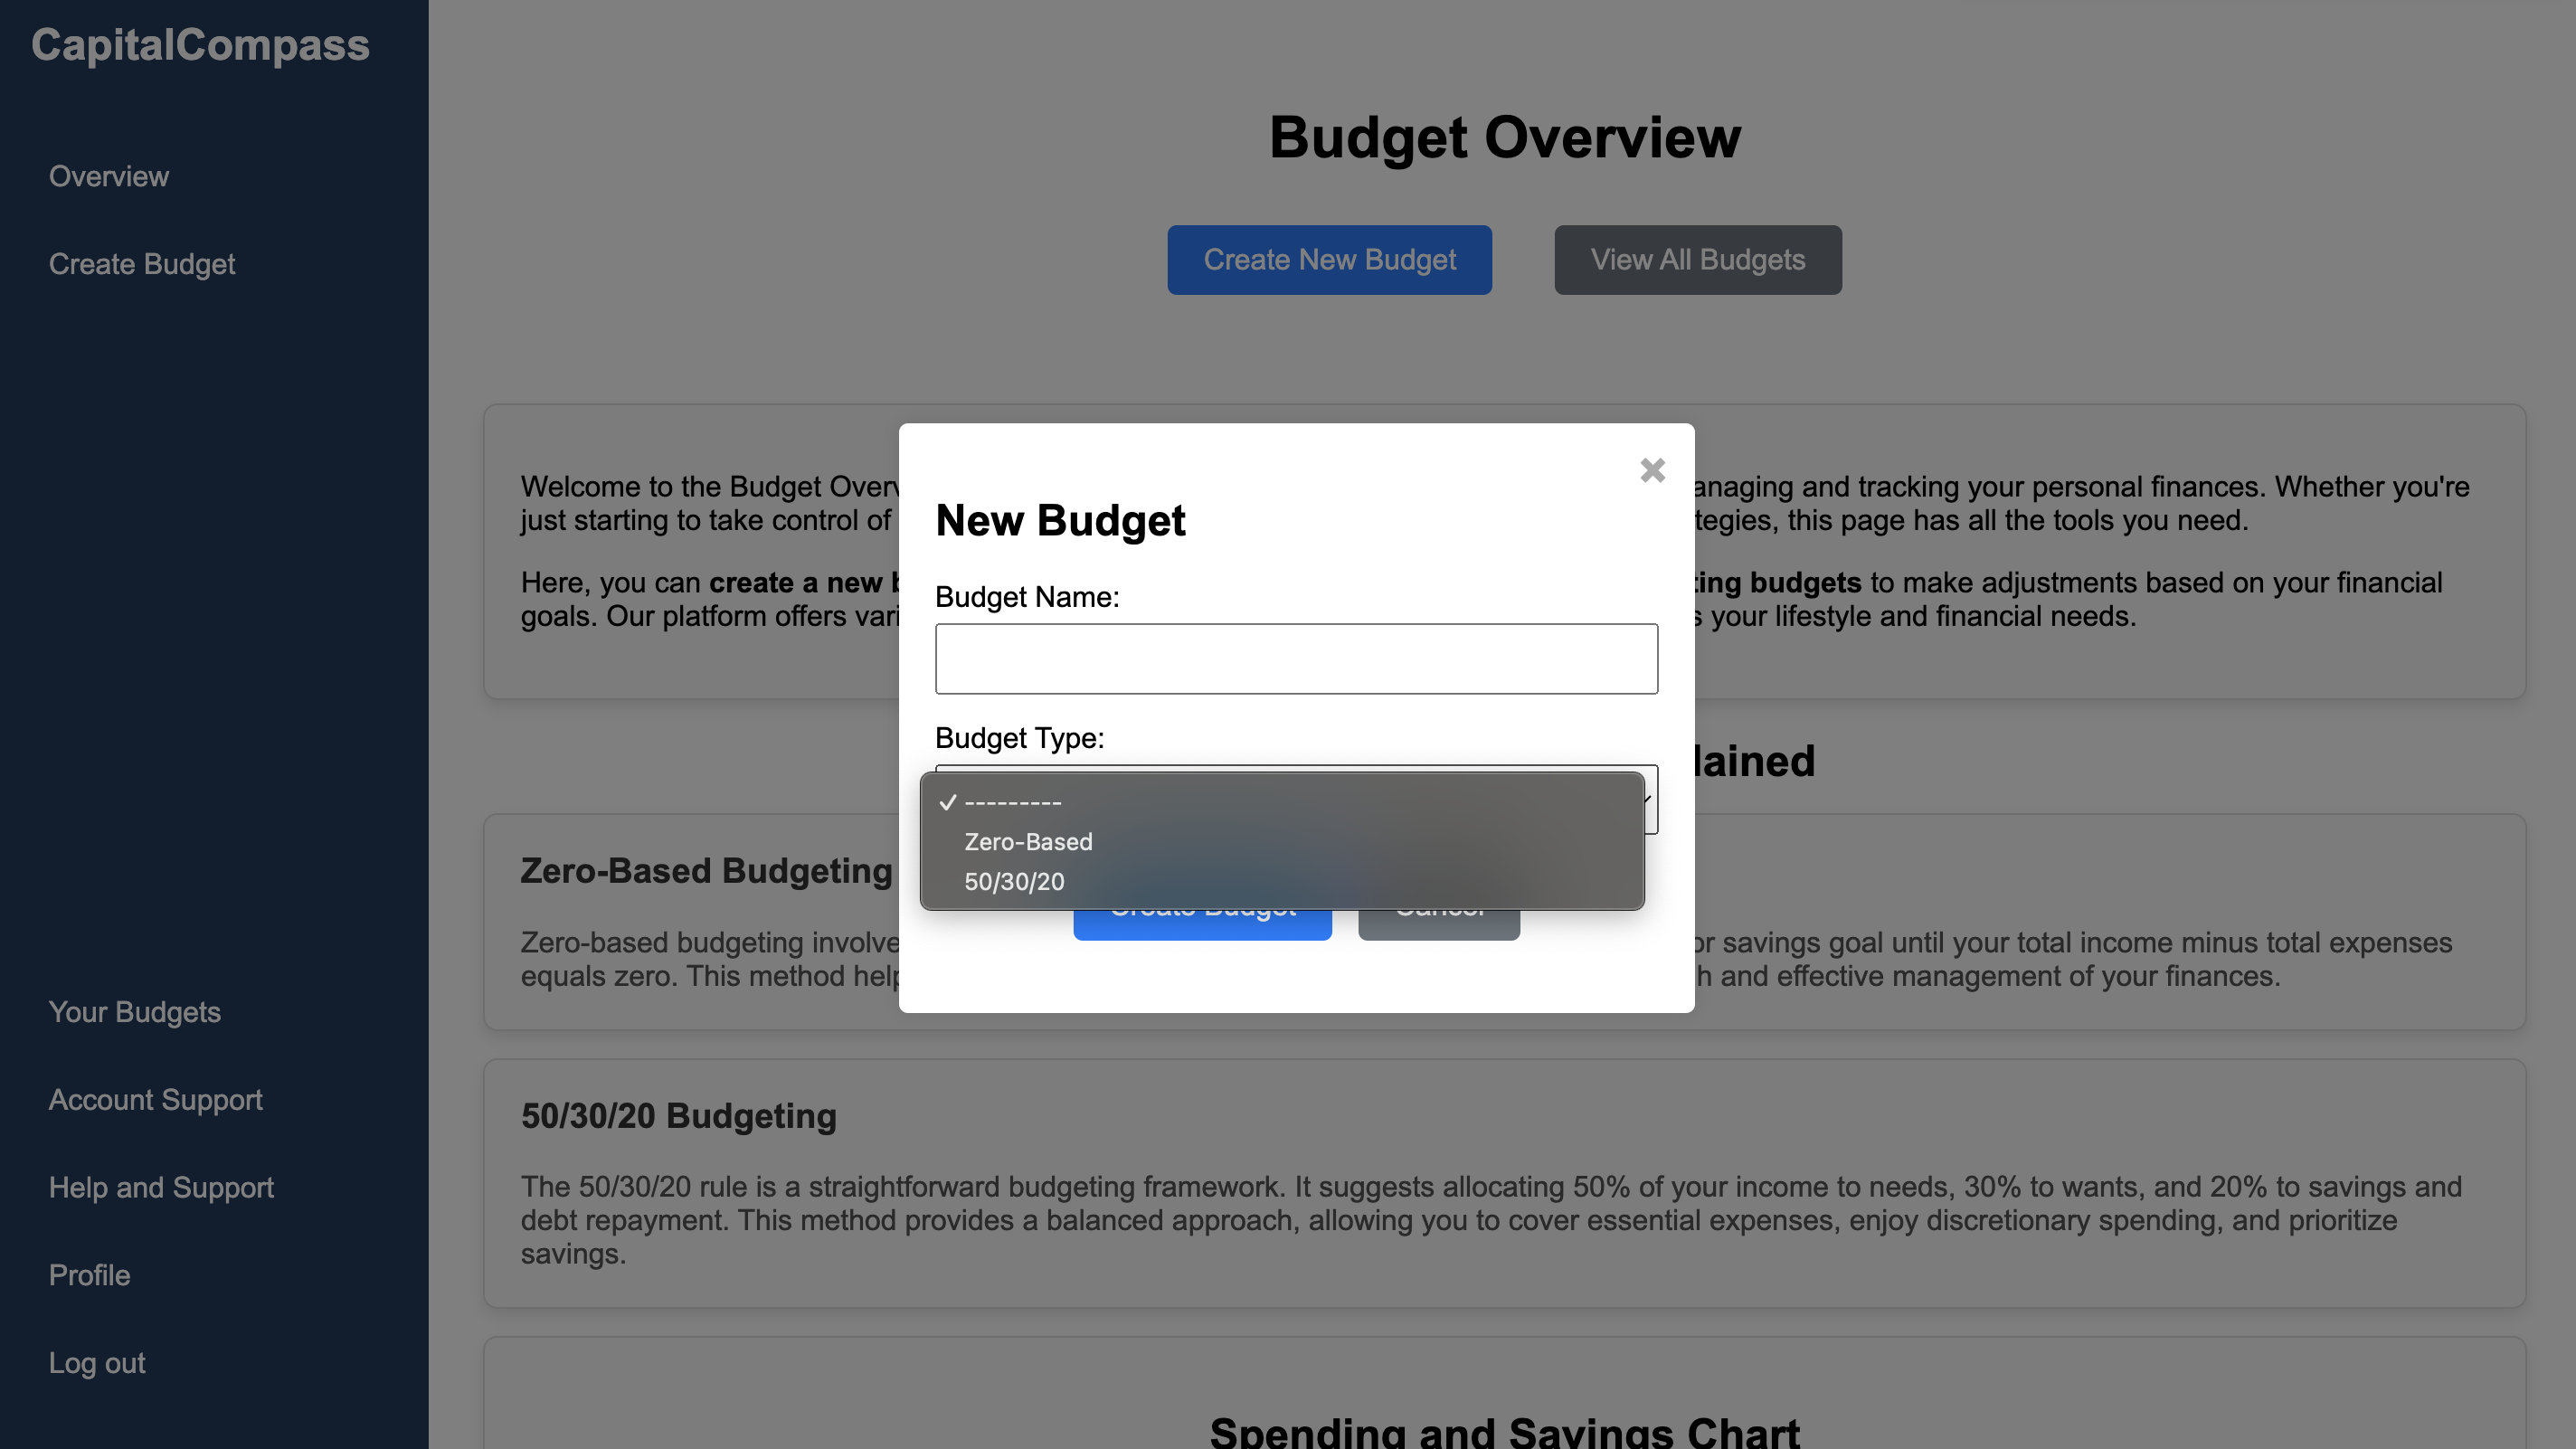 CapitalCompass
Overview
Create Budget
Your Budgets
Account Support
Help and Support
Profile
Log out
Budget Overview
Create New Budget
View All Budgets
Welcome to the Budget Over
anaging and tracking your personal finances. Whether you're
just starting to take control of
tegies, this page has all the tools you need.
Here, you can create a new
ting budgets to make adjustments based on your financial
goals. Our platform offers vari
s your lifestyle and financial needs.
lained
Zero-Based Budgeting
Zero-based budgeting involve
or savings goal until your total income minus total expenses
equals zero. This method help
h and effective management of your finances.
50/30/20 Budgeting
The 50/30/20 rule is a straightforward budgeting framework. It suggests allocating 50% of your income to needs, 30% to wants, and 20% to savings and
debt repayment. This method provides a balanced approach, allowing you to cover essential expenses, enjoy discretionary spending, and prioritize
savings.
Spending and Savings Chart
✖
New Budget
Budget Name:
Budget Type:
✓ ---------
Zero-Based
50/30/20
Create Budget
Cancel